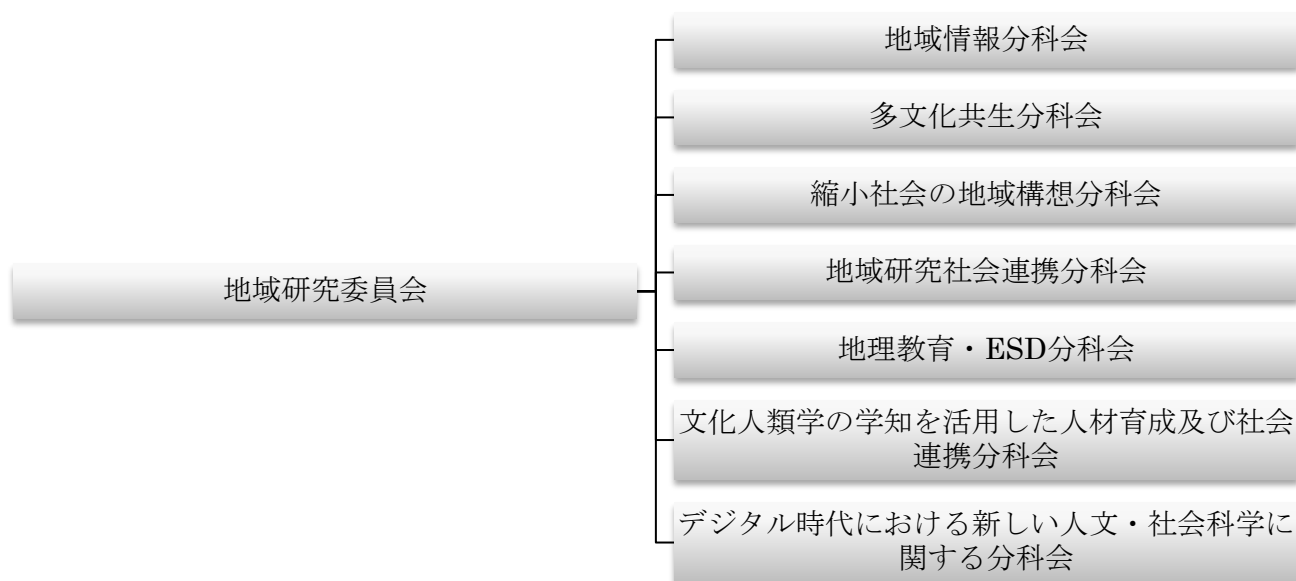 地域情報分科会
多文化共生分科会
縮小社会の地域構想分科会
地域研究社会連携分科会
地域研究委員会
地理教育・ESD分科会
文化人類学の学知を活用した人材育成及び社会
連携分科会
デジタル時代における新しい人文・社会科学に
関する分科会